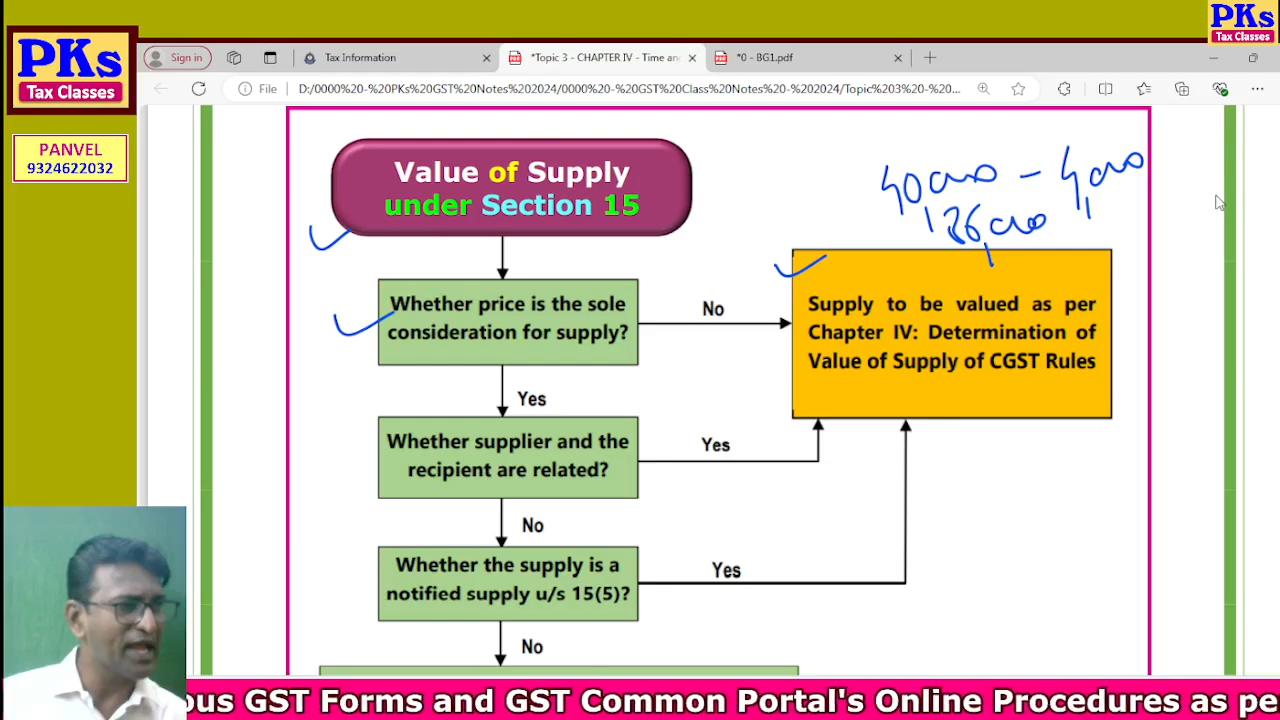 PKs
Tax Classes
PKs
Tax Classes
Sign in
Tax Information
*Topic 3 - CHAPTER IV - Time an
*0 - BG1.pdf
File
D:/0000%20-%20PKs%20GST%20Notes%202024/0000%20-%20GST%20Class%20Notes%20-%202024/Topic%203%20-%20...
PANVEL
9324622032
Value of Supply
under Section 15
Whether price is the sole
consideration for supply?
No
Supply to be valued as per
Chapter IV: Determination of
Value of Supply of CGST Rules
Yes
Whether supplier and the
recipient are related?
Yes
No
Whether the supply is a
notified supply u/s 15(5)?
Yes
No
ous GST Forms and GST Common Portal's Online Procedures as pe